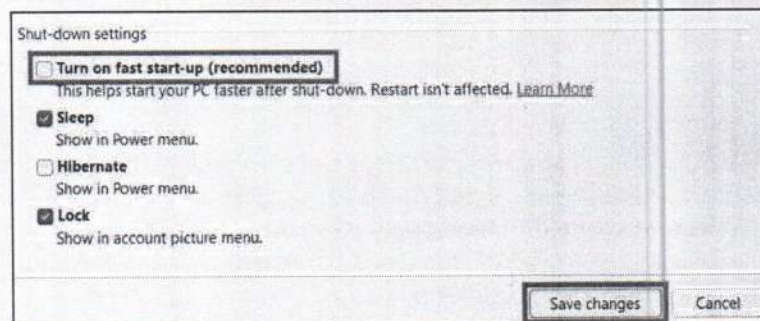 Shut-down settings
Turn on fast start-up (recommended)
This helps start your PC faster after shut-down. Restart isn't affected. Learn More
Sleep
Show in Power menu.
Hibernate
Show in Power menu.
Lock
Show in account picture menu.
Save changes Cancel